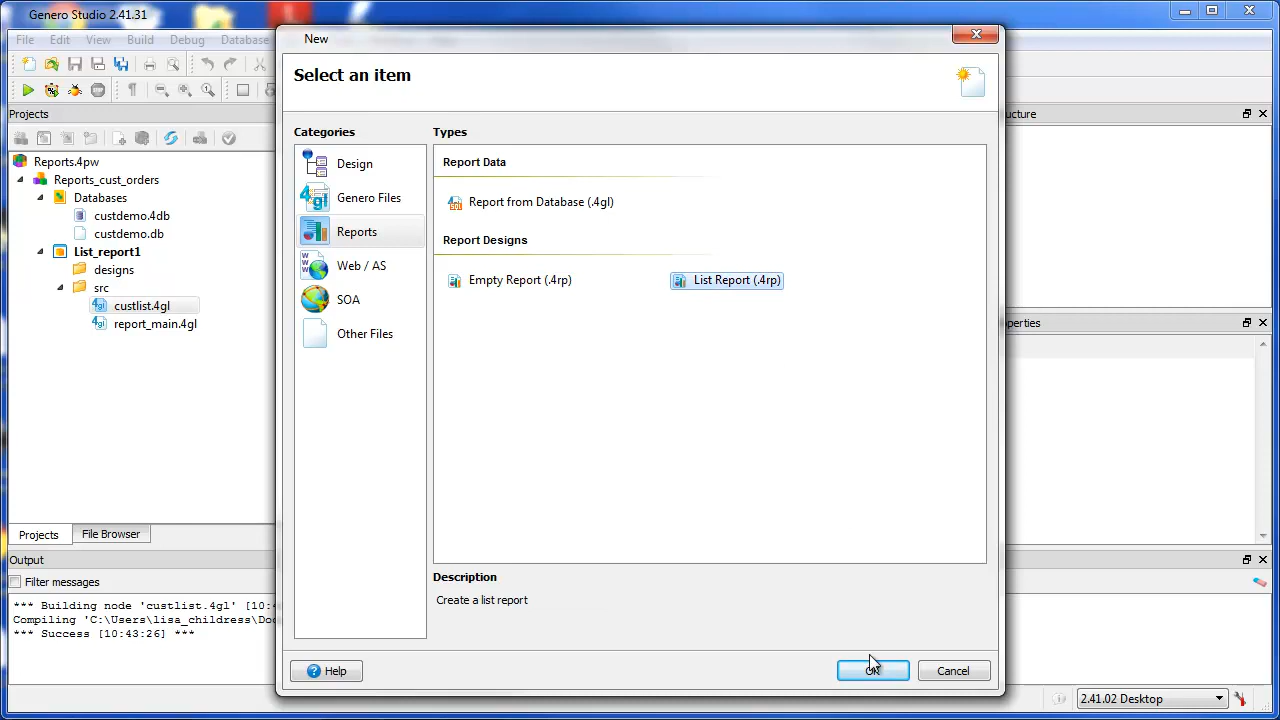 Genero Studio 2.41.31
File Edit View Build Debug Database
New
Select an item
Projects
Categories
Types
ucture
Reports.4pw
Reports_cust_orders
Databases
custdemo.4db
custdemo.db
List_report1
designs
src
custlist.4gl
report_main.4gl
Design
Genero Files
Reports
Web / AS
SOA
Other Files
Report Data
Report from Database (.4gl)
Report Designs
Empty Report (.4rp)
List Report (.4rp)
operties
Projects
File Browser
Output
Filter messages
*** Building node 'custlist.4gl' [10:4
Compiling 'C:\Users\lisa_childress\Doc
*** Success [10:43:26] ***
Description
Create a list report
Help
OK
Cancel
2.41.02 Desktop